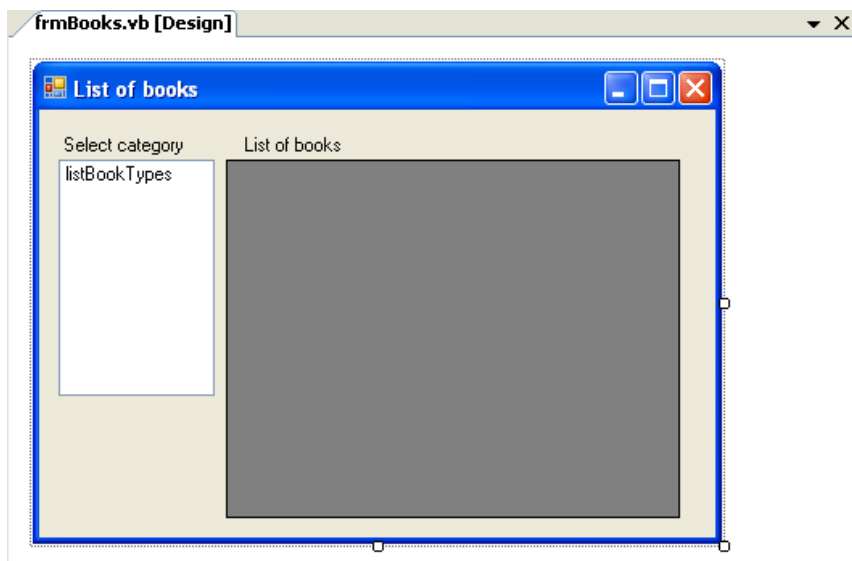 frmBooks.vb [Design]
List of books
Select category
List of books
listBookTypes